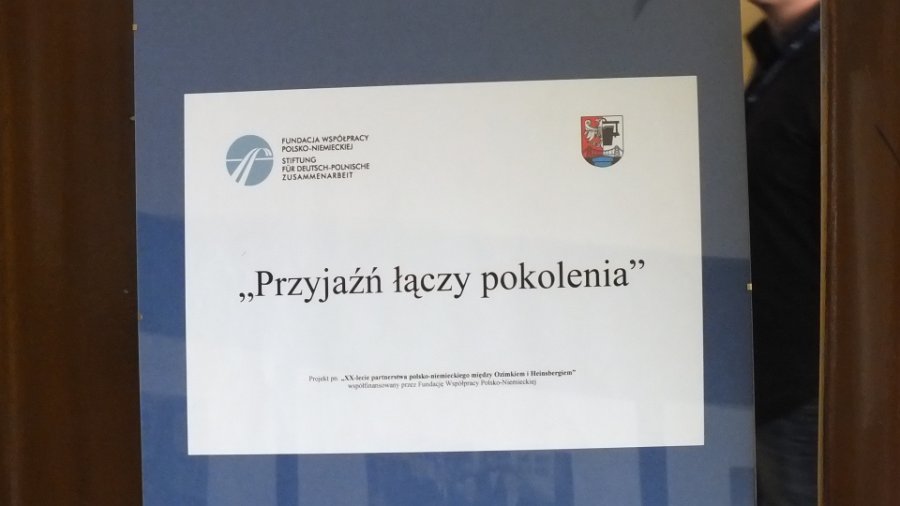 FUNDACJA WSPÓŁPRACY
POLSKO-NIEMIECKIEJ
STIFTUNG
FÜR DEUTSCH-POLNISCHE
ZUSAMMENARBEIT
„Przyjaźń łączy pokolenia”
Projekt pn. „XX-lecie partnerstwa polsko-niemieckiego między Ozimkiem i Heinsbergiem”
współfinansowany przez Fundację Współpracy Polsko-Niemieckiej